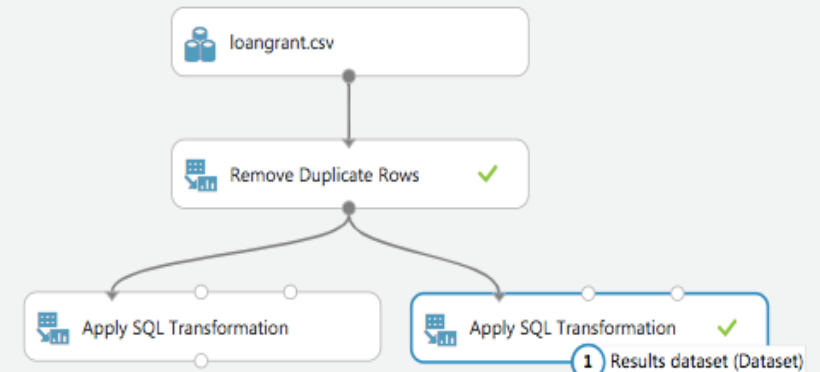 loangrant.csv
Remove Duplicate Rows
Apply SQL Transformation
Apply SQL Transformation
1 Results dataset (Dataset)